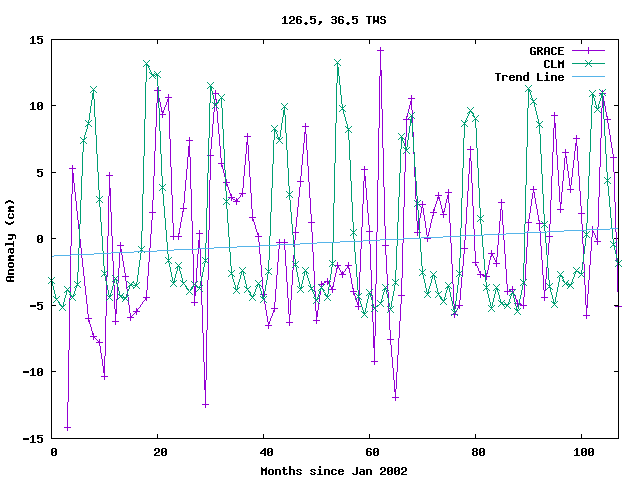 126.5, 36.5 TWS
GRACE
CLM
Trend Line
15
10
5
0
-5
-10
-15
Anomaly (cm)
0 20 40 60 80 100
Months since Jan 2002